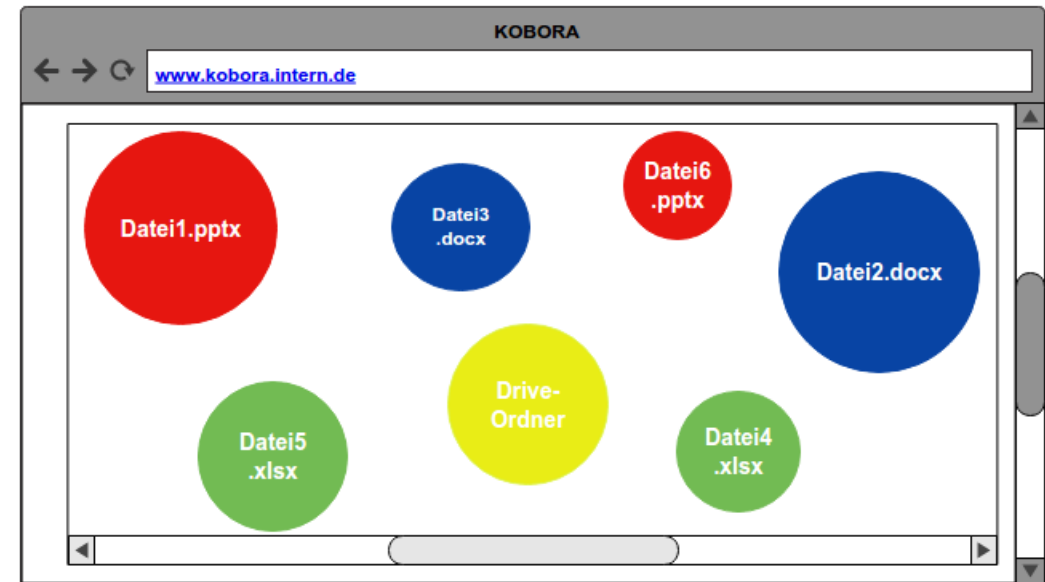 KOBORA
www.kobora.intern.de
Datei1.pptx
Datei3
.docx
Datei6
.pptx
Datei2.docx
Datei5
.xlsx
Drive-
Ordner
Datei4
.xlsx